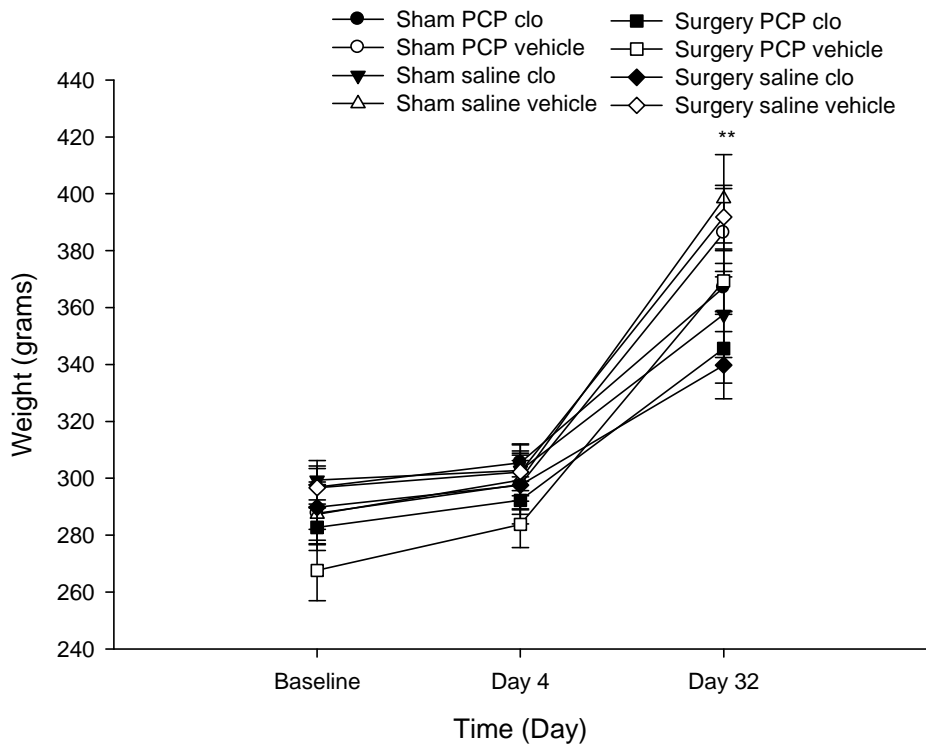 Sham PCP clo
Sham PCP vehicle
Sham saline clo
Sham saline vehicle
Surgery PCP clo
Surgery PCP vehicle
Surgery saline clo
Surgery saline vehicle
**
440
420
400
380
360
340
320
300
280
260
240
Weight (grams)
Baseline Day 4 Day 32
Time (Day)